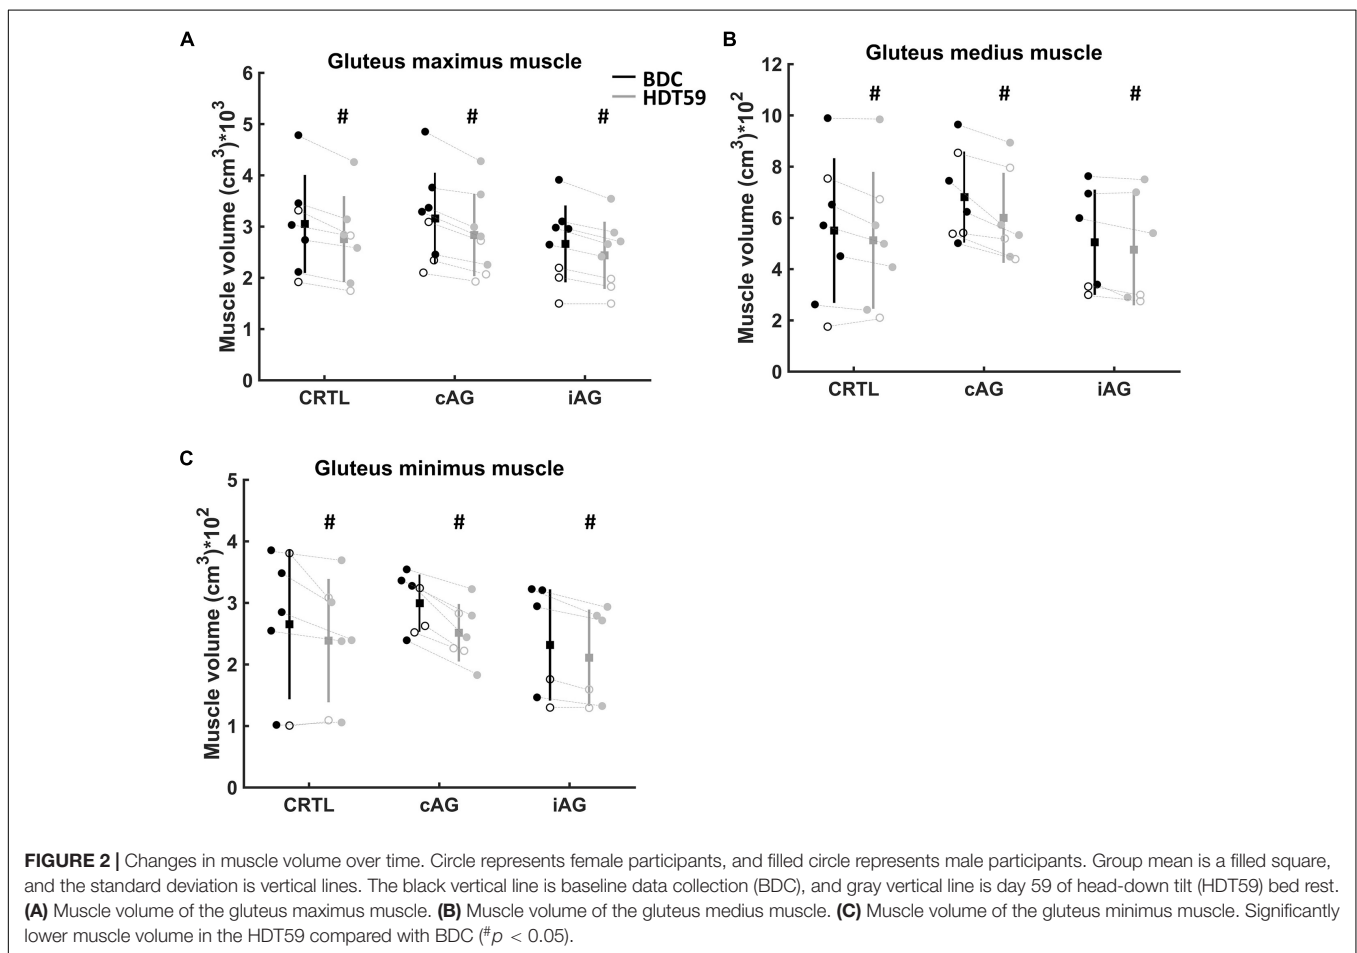 A
Gluteus maximus muscle
Muscle volume (cm³)*10³
6
5
4
3
2
1
0
BDC
HDT59
# # #
CRTL cAG iAG
B
Gluteus medius muscle
Muscle volume (cm³)*10²
12
10
8
6
4
2
0
# # #
CRTL cAG iAG
C
Gluteus minimus muscle
Muscle volume (cm³)*10²
5
4
3
2
1
0
# # #
CRTL cAG iAG
FIGURE 2 | Changes in muscle volume over time. Circle represents female participants, and filled circle represents male participants. Group mean is a filled square,
and the standard deviation is vertical lines. The black vertical line is baseline data collection (BDC), and gray vertical line is day 59 of head-down tilt (HDT59) bed rest.
(A) Muscle volume of the gluteus maximus muscle. (B) Muscle volume of the gluteus medius muscle. (C) Muscle volume of the gluteus minimus muscle. Significantly
lower muscle volume in the HDT59 compared with BDC (#p < 0.05).